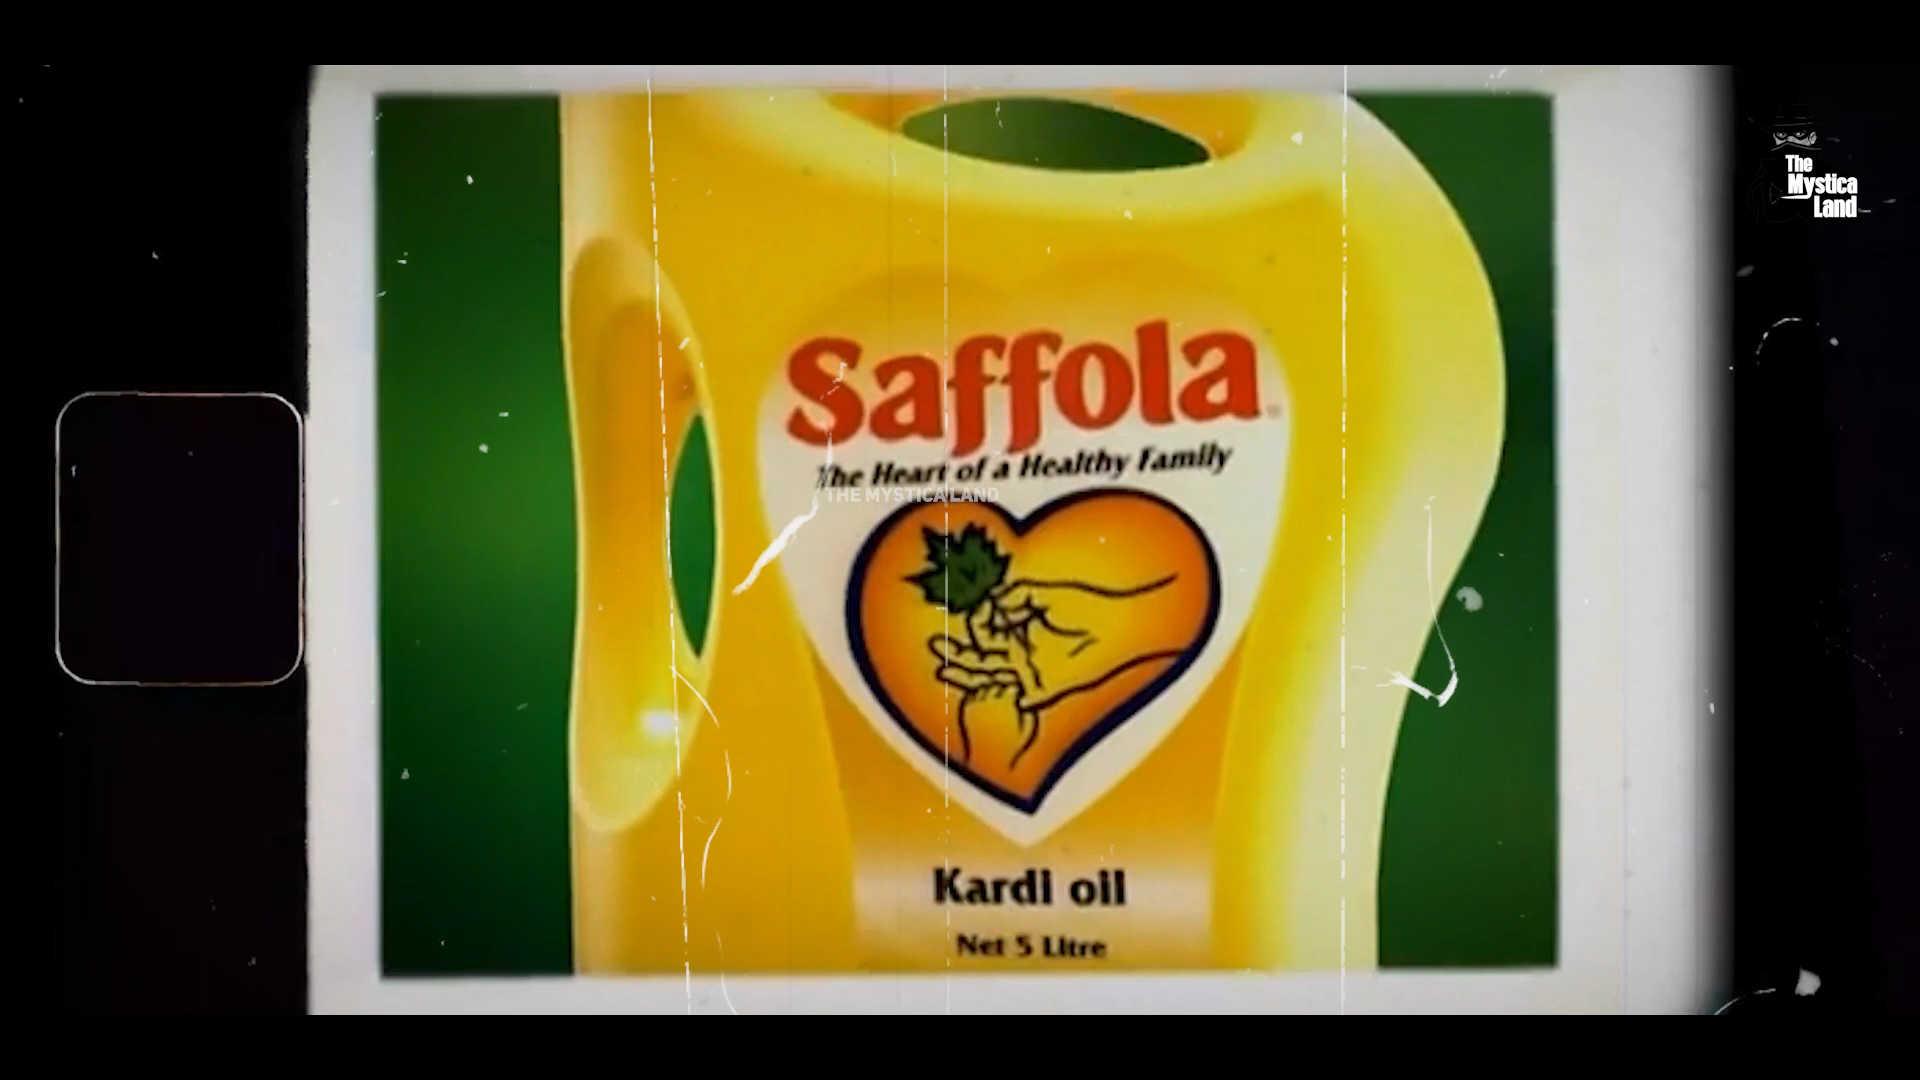 The
Mystica
Land
Saffola
The Heart of a Healthy Family
THE MYSTICA LAND
Kardi oil
Net 5 Litre